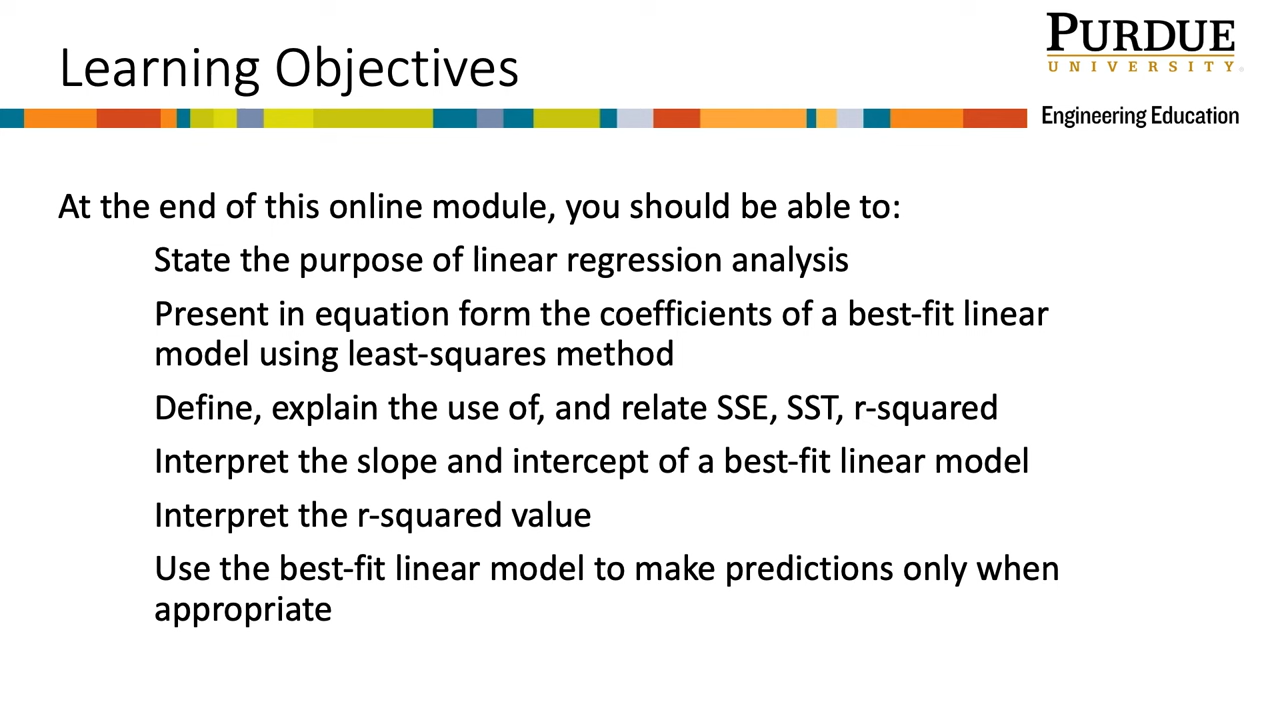 Learning Objectives
PURDUE
UNIVERSITY
Engineering Education
At the end of this online module, you should be able to:
State the purpose of linear regression analysis
Present in equation form the coefficients of a best-fit linear
model using least-squares method
Define, explain the use of, and relate SSE, SST, r-squared
Interpret the slope and intercept of a best-fit linear model
Interpret the r-squared value
Use the best-fit linear model to make predictions only when
appropriate